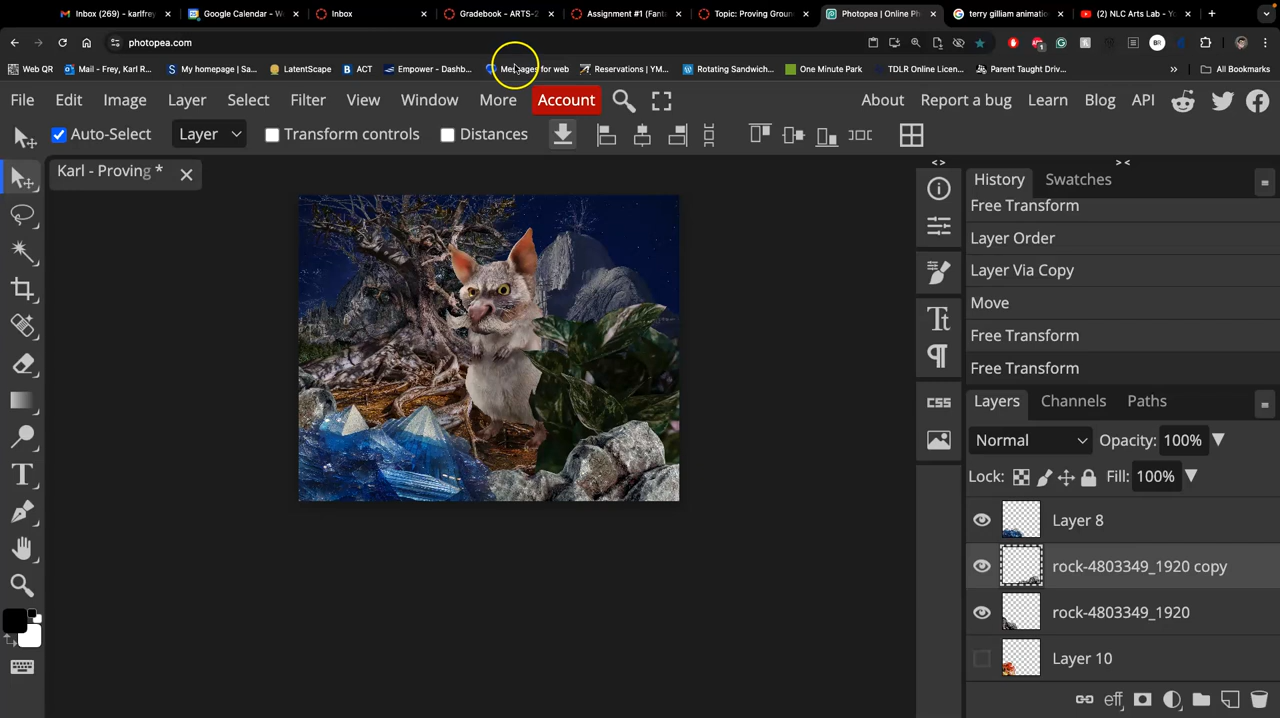 Inbox (269) - karlfrey
Google Calendar - W
Inbox
Gradebook - ARTS-2
Assignment #1 (Fant
Topic: Proving Groun
Photopea | Online Ph
terry gilliam animatio
(2) NLC Arts Lab - Y
photopea.com
Web QR
Mail - Frey, Karl R...
My homepage | Sa...
LatentScape
ACT
Empower - Dashb...
Messages for web
Reservations | YM...
Rotating Sandwich...
One Minute Park
TDLR Online Licen...
Parent Taught Driv...
»
All Bookmarks
File Edit Image Layer Select Filter View Window More Account About Report a bug Learn Blog API
Auto-Select Layer Transform controls Distances
Karl - Proving *
< >
> <
History Swatches
Free Transform
Layer Order
Layer Via Copy
Move
Free Transform
Free Transform
Layers Channels Paths
Normal Opacity: 100%
Lock: Fill: 100%
Layer 8
rock-4803349_1920 copy
rock-4803349_1920
Layer 10
CSS
eff